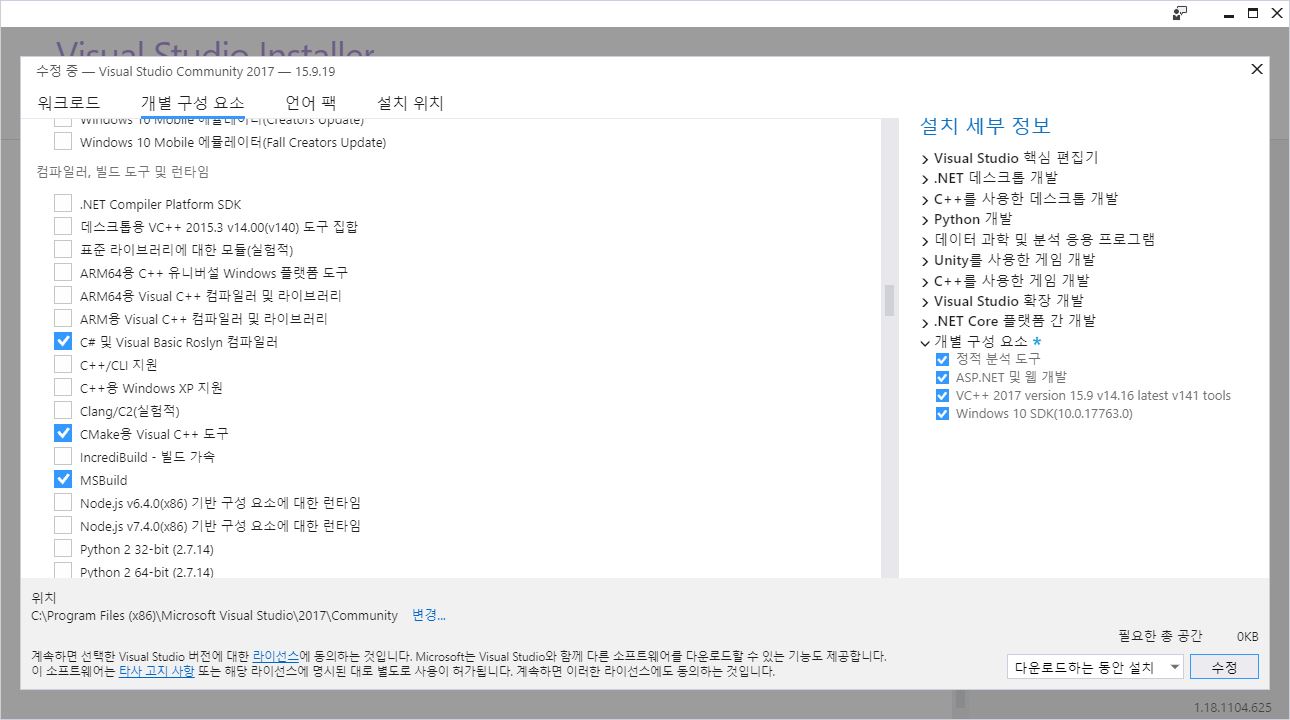 Visual Studio Installer
수정 중 — Visual Studio Community 2017 — 15.9.19
워크로드 개별 구성 요소 언어 팩 설치 위치
Windows 10 Mobile 에뮬레이터(Creators Update)
Windows 10 Mobile 에뮬레이터(Fall Creators Update)
컴파일러, 빌드 도구 및 런타임
.NET Compiler Platform SDK
데스크톱용 VC++ 2015.3 v14.00(v140) 도구 집합
표준 라이브러리에 대한 모듈(실험적)
ARM64용 C++ 유니버설 Windows 플랫폼 도구
ARM64용 Visual C++ 컴파일러 및 라이브러리
ARM용 Visual C++ 컴파일러 및 라이브러리
C# 및 Visual Basic Roslyn 컴파일러
C++/CLI 지원
C++용 Windows XP 지원
Clang/C2(실험적)
CMake용 Visual C++ 도구
IncrediBuild - 빌드 가속
MSBuild
Node.js v6.4.0(x86) 기반 구성 요소에 대한 런타임
Node.js v7.4.0(x86) 기반 구성 요소에 대한 런타임
Python 2 32-bit (2.7.14)
Python 2 64-bit (2.7.14)
설치 세부 정보
Visual Studio 핵심 편집기
.NET 데스크톱 개발
C++를 사용한 데스크톱 개발
Python 개발
데이터 과학 및 분석 응용 프로그램
Unity를 사용한 게임 개발
C++를 사용한 게임 개발
Visual Studio 확장 개발
.NET Core 플랫폼 간 개발
개별 구성 요소 *
정적 분석 도구
ASP.NET 및 웹 개발
VC++ 2017 version 15.9 v14.16 latest v141 tools
Windows 10 SDK(10.0.17763.0)
위치
C:\Program Files (x86)\Microsoft Visual Studio\2017\Community 변경...
필요한 총 공간 0KB
계속하면 선택한 Visual Studio 버전에 대한 라이선스에 동의하는 것입니다. Microsoft는 Visual Studio와 함께 다른 소프트웨어를 다운로드할 수 있는 기능도 제공합니다.
이 소프트웨어는 타사 고지 사항 또는 해당 라이선스에 명시된 대로 별도로 사용이 허가됩니다. 계속하면 이러한 라이선스에도 동의하는 것입니다.
다운로드하는 동안 설치 수정
1.18.1104.625